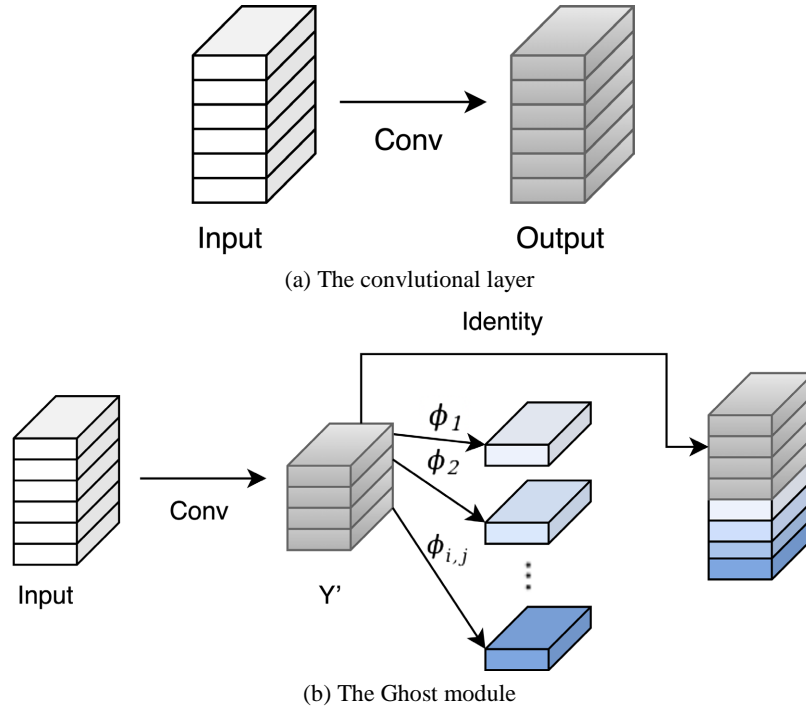 Conv
Input
Output
(a) The convlutional layer
Identity
ϕ1
ϕ2
Conv
ϕi,j
Input
Y'
(b) The Ghost module